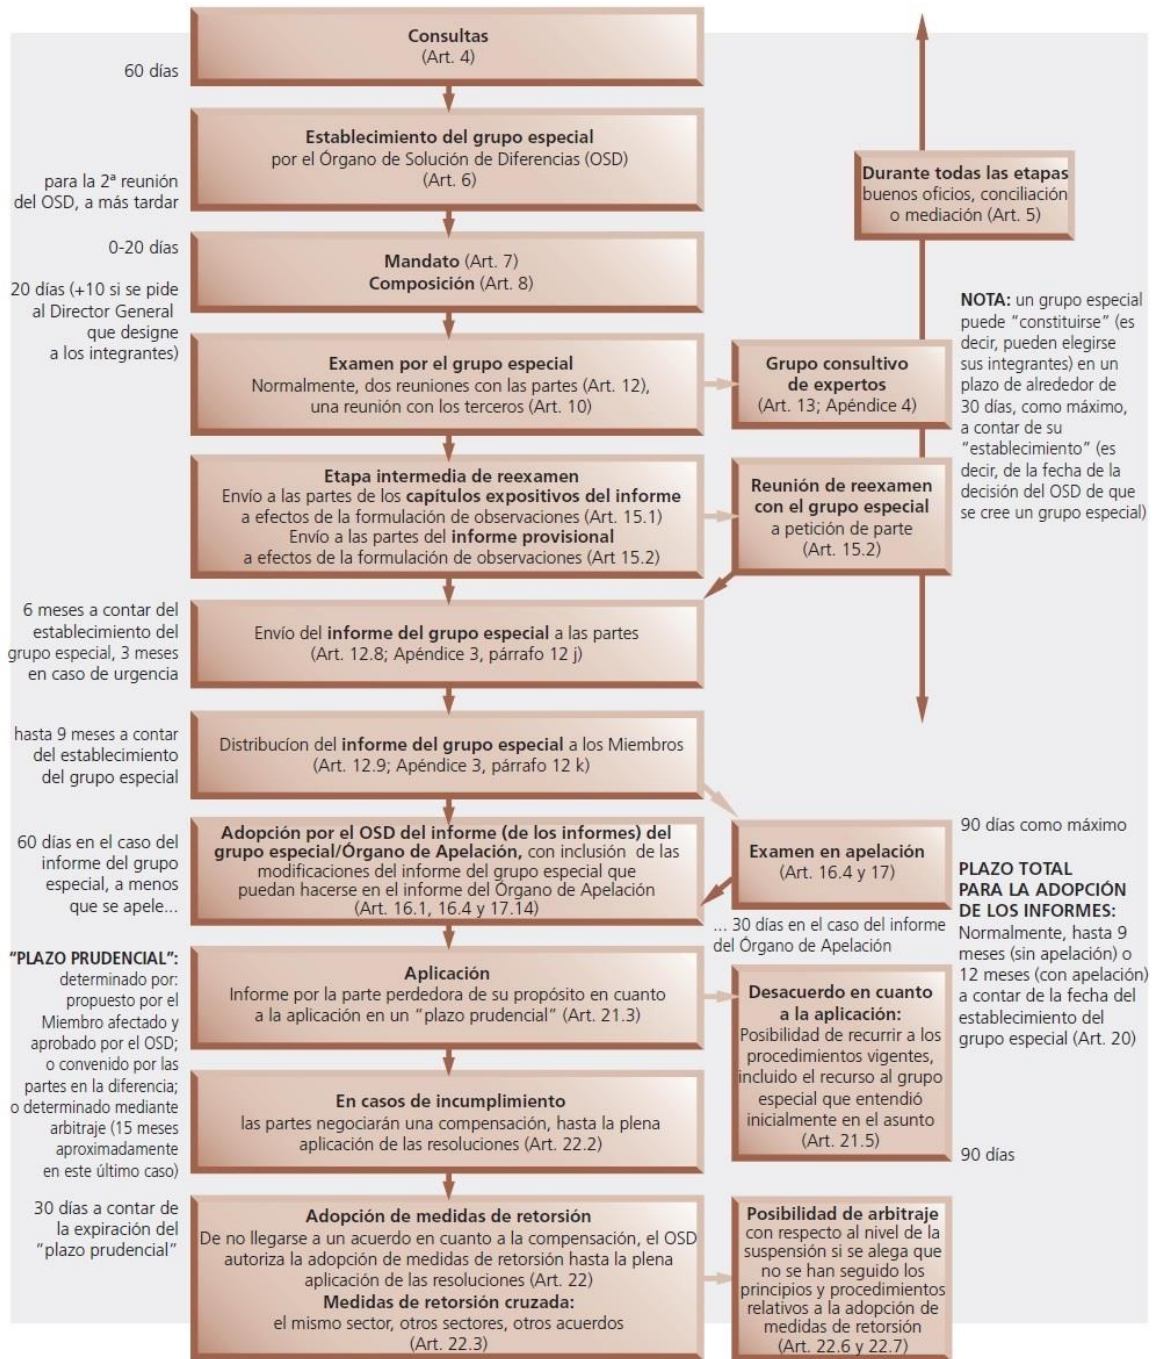 Consultas
(Art. 4)
60 días
Establecimiento del grupo especial
por el Órgano de Solución de Diferencias (OSD)
(Art. 6)
para la 2ª reunión
del OSD, a más tardar
Durante todas las etapas
buenos oficios, conciliación
o mediación (Art. 5)
0-20 días
Mandato (Art. 7)
Composición (Art. 8)
20 días (+10 si se pide
al Director General
que designe
a los integrantes)
Examen por el grupo especial
Normalmente, dos reuniones con las partes (Art. 12),
una reunión con los terceros (Art. 10)
Grupo consultivo
de expertos
(Art. 13; Apéndice 4)
NOTA: un grupo especial
puede “constituirse” (es
decir, pueden elegirse
sus integrantes) en un
plazo de alrededor de
30 días, como máximo,
a contar de su
“establecimiento” (es
decir, de la fecha de la
decisión del OSD de que
se cree un grupo especial)
Etapa intermedia de reexamen
Envío a las partes de los capítulos expositivos del informe
a efectos de la formulación de observaciones (Art. 15.1)
Envío a las partes del informe provisional
a efectos de la formulación de observaciones (Art 15.2)
Reunión de reexamen
con el grupo especial
a petición de parte
(Art. 15.2)
6 meses a contar del
establecimiento del
grupo especial, 3 meses
en caso de urgencia
Envío del informe del grupo especial a las partes
(Art. 12.8; Apéndice 3, párrafo 12 j)
hasta 9 meses a contar
del establecimiento
del grupo especial
Distribucíon del informe del grupo especial a los Miembros
(Art. 12.9; Apéndice 3, párrafo 12 k)
60 días en el caso del
informe del grupo
especial, a menos
que se apele...
Adopción por el OSD del informe (de los informes) del
grupo especial/Órgano de Apelación, con inclusión de las
modificaciones del informe del grupo especial que
puedan hacerse en el informe del Órgano de Apelación
(Art. 16.1, 16.4 y 17.14)
Examen en apelación
(Art. 16.4 y 17)
90 días como máximo
... 30 días en el caso del informe
del Órgano de Apelación
PLAZO TOTAL
PARA LA ADOPCIÓN
DE LOS INFORMES:
Normalmente, hasta 9
meses (sin apelación) o
12 meses (con apelación)
a contar de la fecha del
establecimiento del
grupo especial (Art. 20)
“PLAZO PRUDENCIAL”:
determinado por:
propuesto por el
Miembro afectado y
aprobado por el OSD;
o convenido por las
partes en la diferencia;
o determinado mediante
arbitraje (15 meses
aproximadamente
en este último caso)
Aplicación
Informe por la parte perdedora de su propósito en cuanto
a la aplicación en un “plazo prudencial” (Art. 21.3)
Desacuerdo en cuanto
a la aplicación:
Posibilidad de recurrir a los
procedimientos vigentes,
incluido el recurso al grupo
especial que entendió
inicialmente en el asunto
(Art. 21.5)
90 días
En casos de incumplimiento
las partes negociarán una compensación, hasta la plena
aplicación de las resoluciones (Art. 22.2)
30 días a contar de
la expiración del
“plazo prudencial”
Adopción de medidas de retorsión
De no llegarse a un acuerdo en cuanto a la compensación, el OSD
autoriza la adopción de medidas de retorsión hasta la plena
aplicación de las resoluciones (Art. 22)
Medidas de retorsión cruzada:
el mismo sector, otros sectores, otros acuerdos
(Art. 22.3)
Posibilidad de arbitraje
con respecto al nivel de la
suspensión si se alega que
no se han seguido los
principios y procedimientos
relativos a la adopción de
medidas de retorsión
(Art. 22.6 y 22.7)